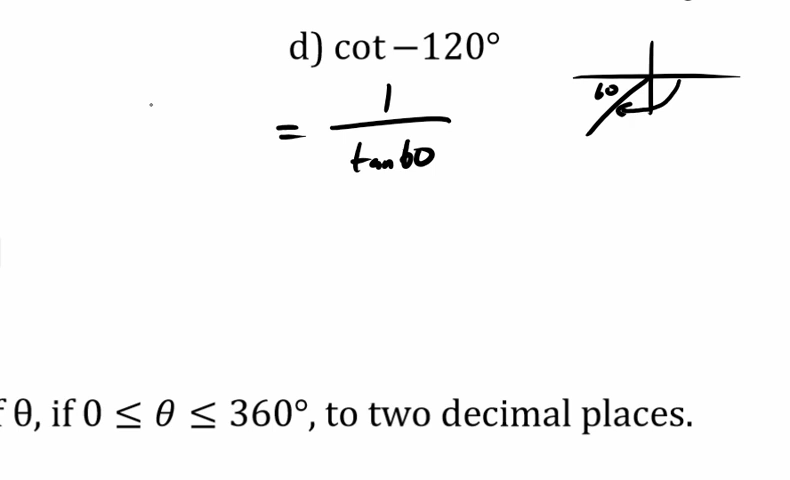 d) cot −120°
= 1 / tan 60
60
θ, if 0 ≤ θ ≤ 360°, to two decimal places.